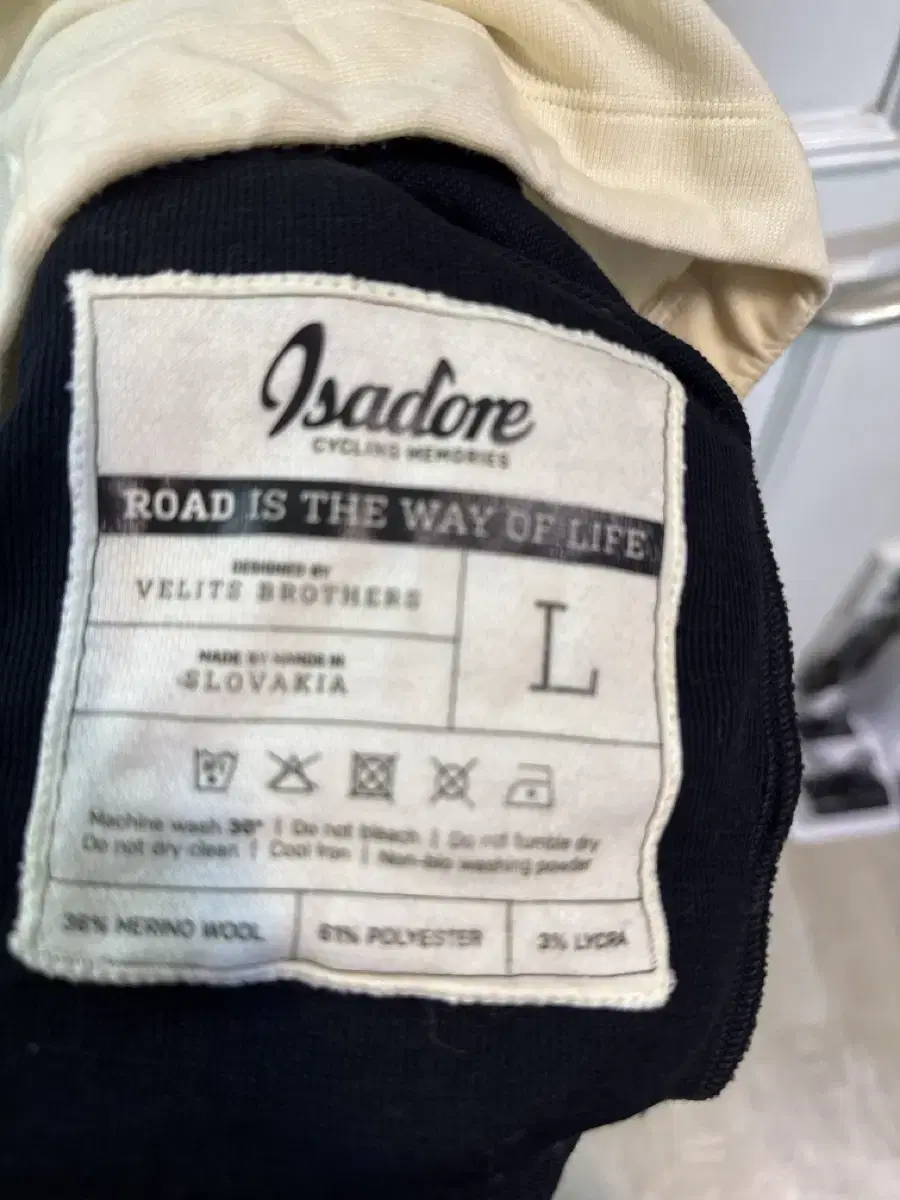 Isadore
CYCLING MEMORIES
ROAD IS THE WAY OF LIFE
DESIGNED BY
VELITS BROTHERS
MADE BY HANDS IN
SLOVAKIA
L
30°
Machine wash 30° | Do not bleach | Do not tumble dry
Do not dry clean | Cool iron | Non-bio washing powder
36% MERINO WOOL
61% POLYESTER
3% LYCRA